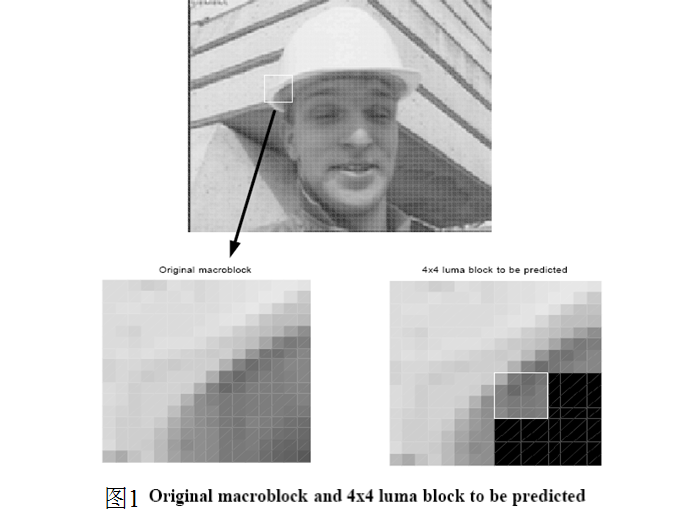 Original macroblock
4x4 luma block to be predicted
图1 Original macroblock and 4x4 luma block to be predicted